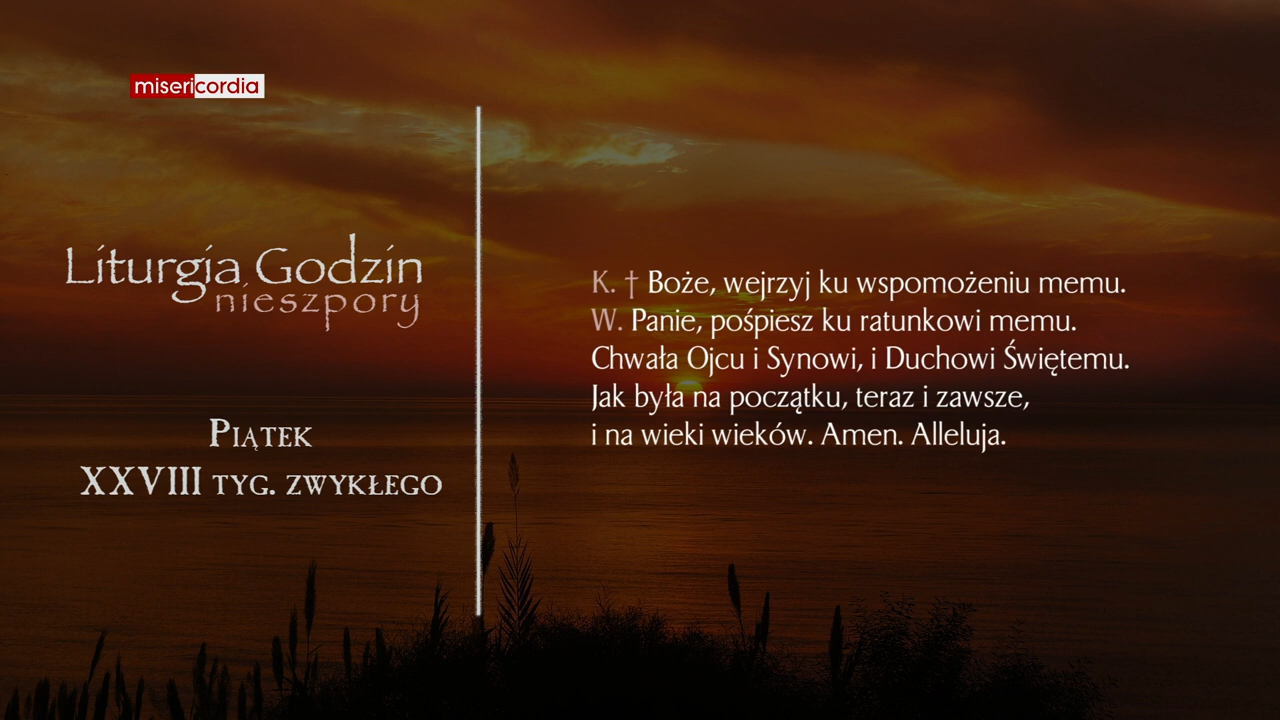 misericordia
Liturgia Godzin
nieszpory
Piątek
XXVIII tyg. zwykłego
K. † Boże, wejrzyj ku wspomożeniu memu.
W. Panie, pośpiesz ku ratunkowi memu.
Chwała Ojcu i Synowi, i Duchowi Świętemu.
Jak była na początku, teraz i zawsze,
i na wieki wieków. Amen. Alleluja.